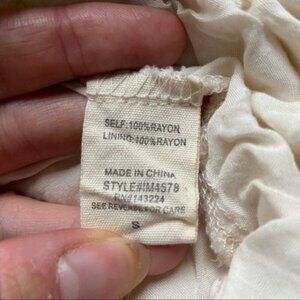 SELF:100%RAYON
LINING:100%RAYON
MADE IN CHINA
STYLE#IM4578
RN#143224
SEE REVERSE FOR CARE
S